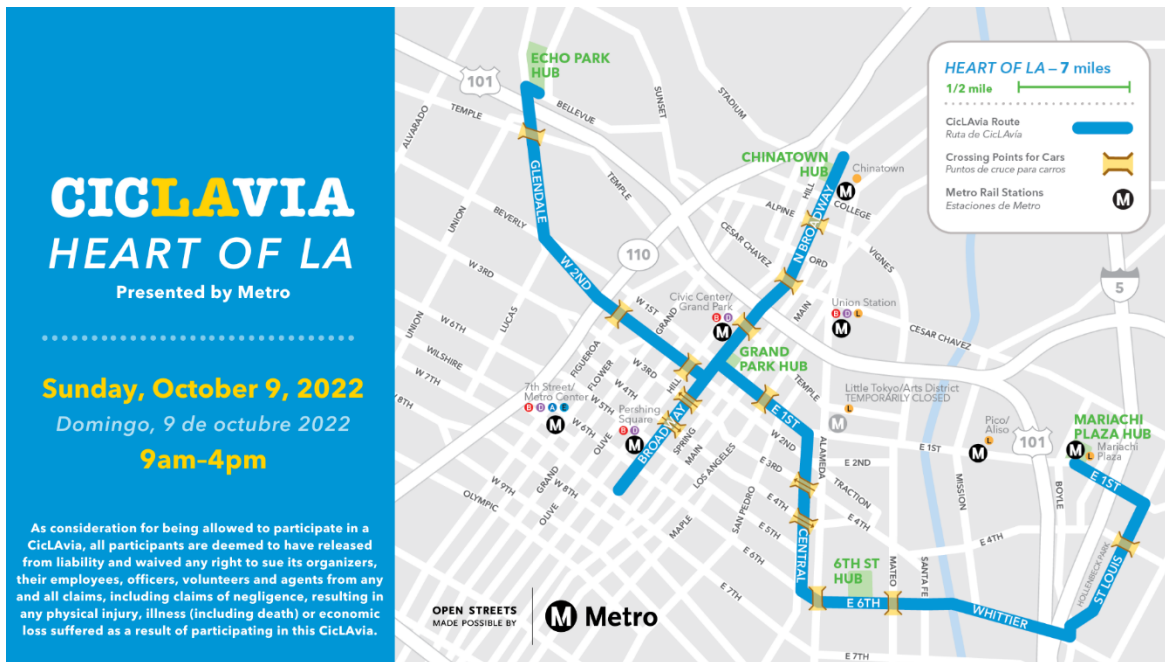 CICLAVIA
HEART OF LA
Presented by Metro
Sunday, October 9, 2022
Domingo, 9 de octubre 2022
9am–4pm
As consideration for being allowed to participate in a
CicLAvia, all participants are deemed to have released
from liability and waived any right to sue its organizers,
their employees, officers, volunteers and agents from any
and all claims, including claims of negligence, resulting in
any physical injury, illness (including death) or economic
loss suffered as a result of participating in this CicLAvia.
HEART OF LA – 7 miles
1/2 mile
CicLAvia Route
Ruta de CicLAvía
Crossing Points for Cars
Puntos de cruce para carros
Metro Rail Stations
Estaciones de Metro
M
ECHO PARK
HUB
101
TEMPLE
BELLEVUE
SUNSET
STADIUM
ALVARADO
GLENDALE
TEMPLE
CHINATOWN
HUB
Chinatown
M
HILL
ALPINE
COLLEGE
N BROADWAY
UNION
BEVERLY
CESAR CHAVEZ
ORD
VIGNES
110
W 3RD
W 2ND
5
W 1ST
GRAND
Civic Center/
Grand Park
B D
M
MAIN
Union Station
B D L
M
CESAR CHAVEZ
UNION
W 6TH
LUCAS
WILSHIRE
W 7TH
W 8TH
FIGUEROA
FLOWER
W 3RD
W 4TH
W 5TH
W 6TH
HILL
GRAND
PARK HUB
TEMPLE
7th Street/
Metro Center
B D A E
M
Pershing
Square
B D
M
OLIVE
BROADWAY
SPRING
MAIN
LOS ANGELES
E 1ST
Little Tokyo/Arts District
TEMPORARILY CLOSED
L
M
Pico/
Aliso
L
M
101
MARIACHI
PLAZA HUB
Mariachi
Plaza
M
L
W 2ND
ALAMEDA
E 1ST
E 2ND
E 3RD
TRACTION
MISSION
BOYLE
E 1ST
W 9TH
GRAND
W 8TH
OLYMPIC
OLIVE
MAPLE
SAN PEDRO
E 4TH
E 5TH
E 6TH
E 7TH
CENTRAL
E 4TH
E 4TH
6TH ST
HUB
MATEO
SANTA FE
E 6TH
WHITTIER
HOLLENBECK PARK
ST LOUIS
E 7TH
OPEN STREETS
MADE POSSIBLE BY
M Metro